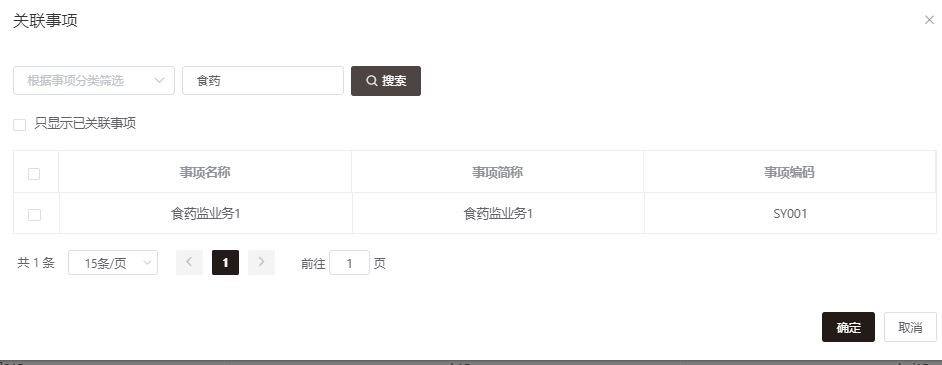 关联事项
根据事项分类筛选 食药 搜索
只显示已关联事项
事项名称 事项简称 事项编码
食药监业务1 食药监业务1 SY001
共 1 条 15条/页 1 前往 1 页
确定 取消